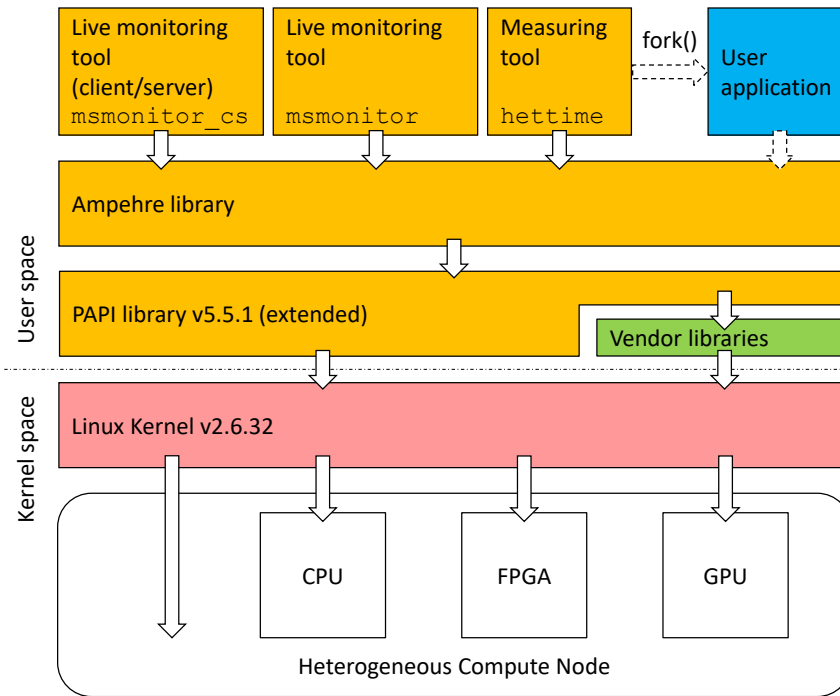 Live monitoring
tool
(client/server)
msmonitor_cs
Live monitoring
tool
msmonitor
Measuring
tool
hettime
fork()
User
application
Ampehre library
User space
PAPI library v5.5.1 (extended)
Vendor libraries
Kernel space
Linux Kernel v2.6.32
CPU
FPGA
GPU
Heterogeneous Compute Node